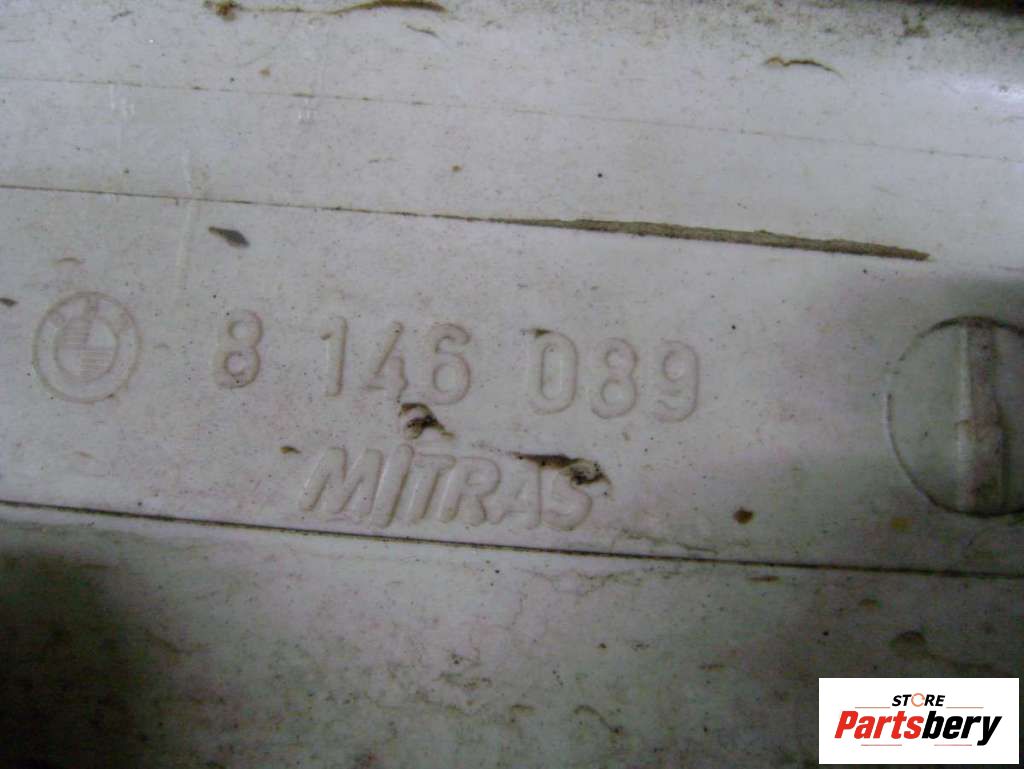 8 146 089
MITRAS
STORE
Partsbery